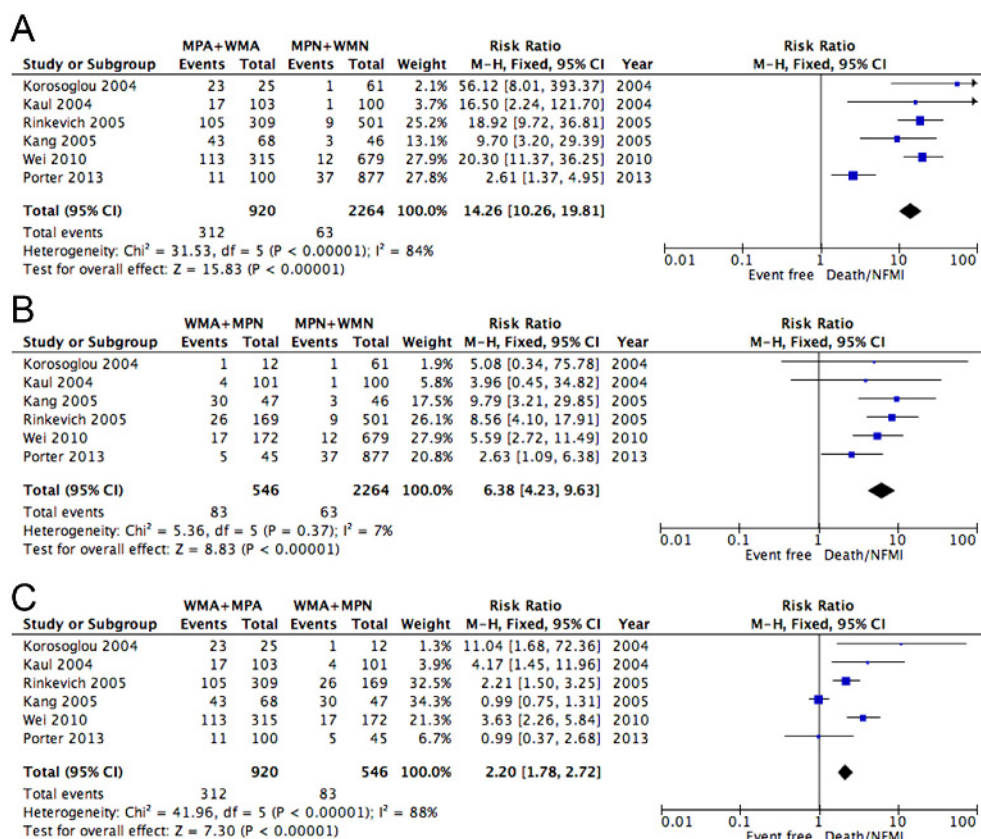 A
MPA+WMA MPN+WMN Risk Ratio Risk Ratio
Study or Subgroup Events Total Events Total Weight M-H, Fixed, 95% CI Year M-H, Fixed, 95% CI
Korosoglou 2004 23 25 1 61 2.1% 56.12 [8.01, 393.37] 2004
Kaul 2004 17 103 1 100 3.7% 16.50 [2.24, 121.70] 2004
Rinkevich 2005 105 309 9 501 25.2% 18.92 [9.72, 36.81] 2005
Kang 2005 43 68 3 46 13.1% 9.70 [3.20, 29.39] 2005
Wei 2010 113 315 12 679 27.9% 20.30 [11.37, 36.25] 2010
Porter 2013 11 100 37 877 27.8% 2.61 [1.37, 4.95] 2013
Total (95% CI) 920 2264 100.0% 14.26 [10.26, 19.81]
Total events 312 63
Heterogeneity: Chi² = 31.53, df = 5 (P < 0.00001); I² = 84%
Test for overall effect: Z = 15.83 (P < 0.00001)
0.01 0.1 1 10 100
Event free Death/NFMI
B
WMA+MPN MPN+WMN Risk Ratio Risk Ratio
Study or Subgroup Events Total Events Total Weight M-H, Fixed, 95% CI Year M-H, Fixed, 95% CI
Korosoglou 2004 1 12 1 61 1.9% 5.08 [0.34, 75.78] 2004
Kaul 2004 4 101 1 100 5.8% 3.96 [0.45, 34.82] 2004
Kang 2005 30 47 3 46 17.5% 9.79 [3.21, 29.85] 2005
Rinkevich 2005 26 169 9 501 26.1% 8.56 [4.10, 17.91] 2005
Wei 2010 17 172 12 679 27.9% 5.59 [2.72, 11.49] 2010
Porter 2013 5 45 37 877 20.8% 2.63 [1.09, 6.38] 2013
Total (95% CI) 546 2264 100.0% 6.38 [4.23, 9.63]
Total events 83 63
Heterogeneity: Chi² = 5.36, df = 5 (P = 0.37); I² = 7%
Test for overall effect: Z = 8.83 (P < 0.00001)
0.01 0.1 1 10 100
Event free Death/NFMI
C
WMA+MPA WMA+MPN Risk Ratio Risk Ratio
Study or Subgroup Events Total Events Total Weight M-H, Fixed, 95% CI Year M-H, Fixed, 95% CI
Korosoglou 2004 23 25 1 12 1.3% 11.04 [1.68, 72.36] 2004
Kaul 2004 17 103 4 101 3.9% 4.17 [1.45, 11.96] 2004
Rinkevich 2005 105 309 26 169 32.5% 2.21 [1.50, 3.25] 2005
Kang 2005 43 68 30 47 34.3% 0.99 [0.75, 1.31] 2005
Wei 2010 113 315 17 172 21.3% 3.63 [2.26, 5.84] 2010
Porter 2013 11 100 5 45 6.7% 0.99 [0.37, 2.68] 2013
Total (95% CI) 920 546 100.0% 2.20 [1.78, 2.72]
Total events 312 83
Heterogeneity: Chi² = 41.96, df = 5 (P < 0.00001); I² = 88%
Test for overall effect: Z = 7.30 (P < 0.00001)
0.01 0.1 1 10 100
Event free Death/NFMI